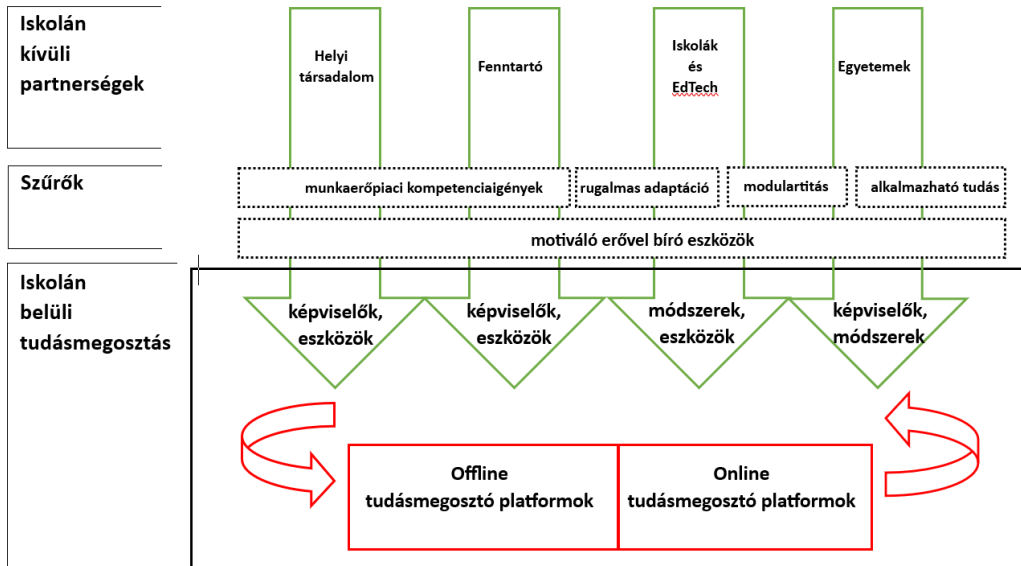 Iskolán
kívüli
partnerségek
Helyi
társadalom
Fenntartó
Iskolák
és
EdTech
Egyetemek
Szűrők
munkaerőpiaci kompetenciaigények
rugalmas adaptáció
modulartitás
alkalmazható tudás
motiváló erővel bíró eszközök
Iskolán
belüli
tudásmegosztás
képviselők,
eszközök
képviselők,
eszközök
módszerek,
eszközök
képviselők,
módszerek
Offline
tudásmegosztó platformok
Online
tudásmegosztó platformok